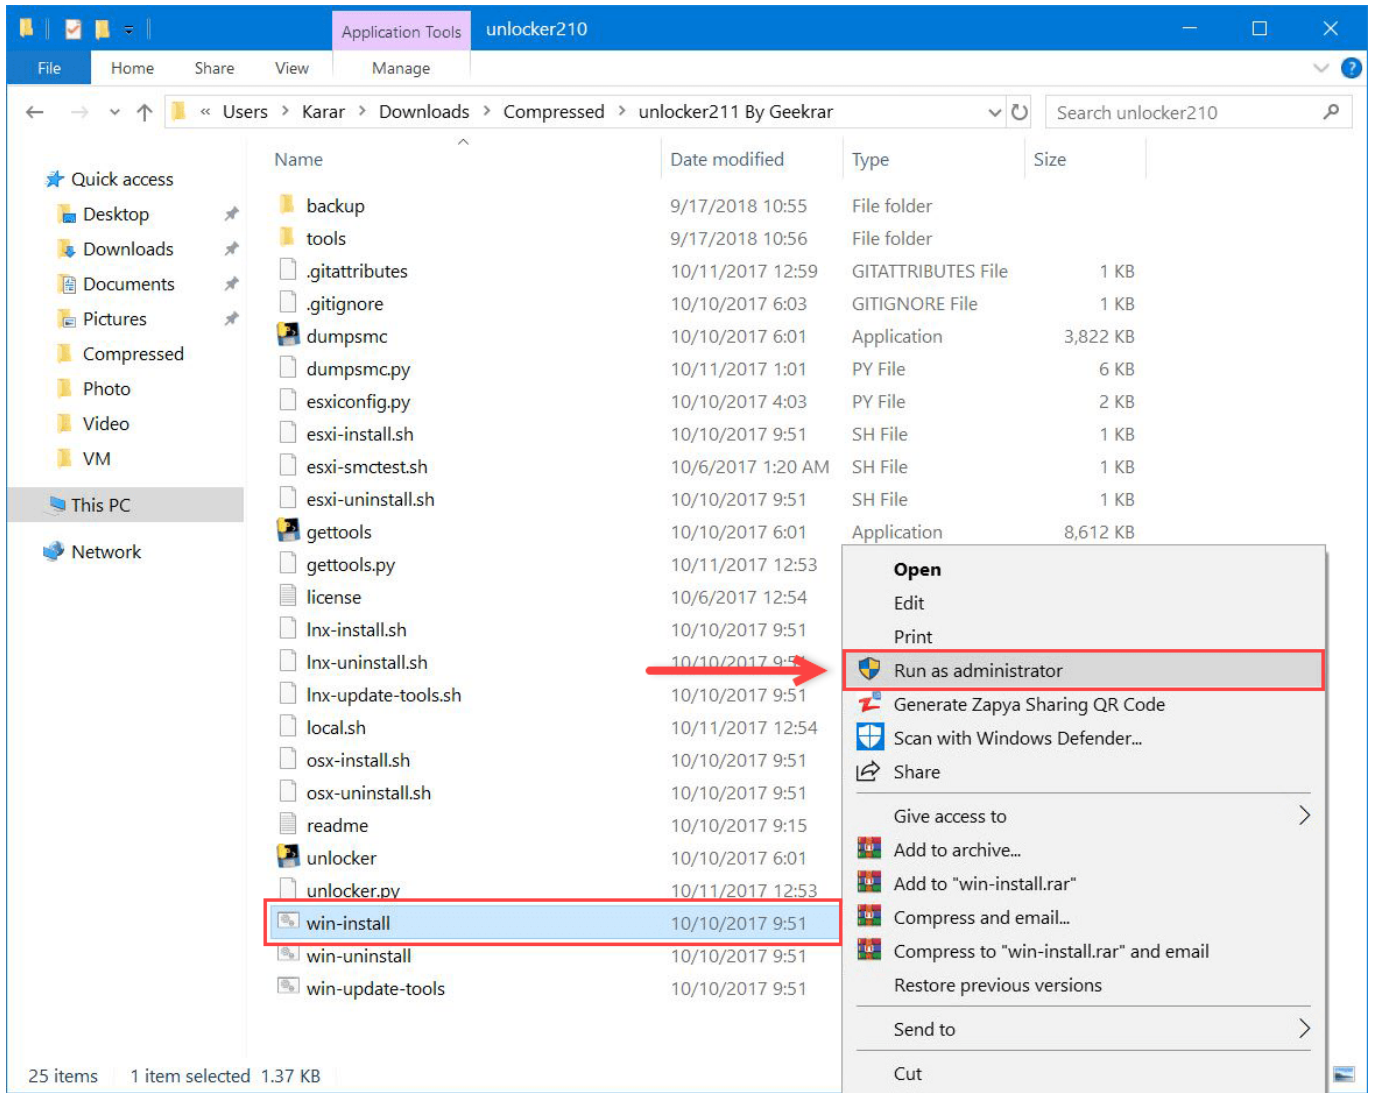 Application Tools unlocker210
File Home Share View Manage
« Users > Karar > Downloads > Compressed > unlocker211 By Geekrar Search unlocker210
Name Date modified Type Size
Quick access
Desktop
Downloads
Documents
Pictures
Compressed
Photo
Video
VM
This PC
Network
backup 9/17/2018 10:55 File folder
tools 9/17/2018 10:56 File folder
.gitattributes 10/11/2017 12:59 GITATTRIBUTES File 1 KB
.gitignore 10/10/2017 6:03 GITIGNORE File 1 KB
dumpsmc 10/10/2017 6:01 Application 3,822 KB
dumpsmc.py 10/11/2017 1:01 PY File 6 KB
esxiconfig.py 10/10/2017 4:03 PY File 2 KB
esxi-install.sh 10/10/2017 9:51 SH File 1 KB
esxi-smctest.sh 10/6/2017 1:20 AM SH File 1 KB
esxi-uninstall.sh 10/10/2017 9:51 SH File 1 KB
gettools 10/10/2017 6:01 Application 8,612 KB
gettools.py 10/11/2017 12:53
license 10/6/2017 12:54
lnx-install.sh 10/10/2017 9:51
lnx-uninstall.sh 10/10/2017 9:51
lnx-update-tools.sh 10/10/2017 9:51
local.sh 10/11/2017 12:54
osx-install.sh 10/10/2017 9:51
osx-uninstall.sh 10/10/2017 9:51
readme 10/10/2017 9:15
unlocker 10/10/2017 6:01
unlocker.py 10/11/2017 12:53
win-install 10/10/2017 9:51
win-uninstall 10/10/2017 9:51
win-update-tools 10/10/2017 9:51
Open
Edit
Print
Run as administrator
Generate Zapya Sharing QR Code
Scan with Windows Defender...
Share
Give access to
Add to archive...
Add to "win-install.rar"
Compress and email...
Compress to "win-install.rar" and email
Restore previous versions
Send to
Cut
25 items 1 item selected 1.37 KB